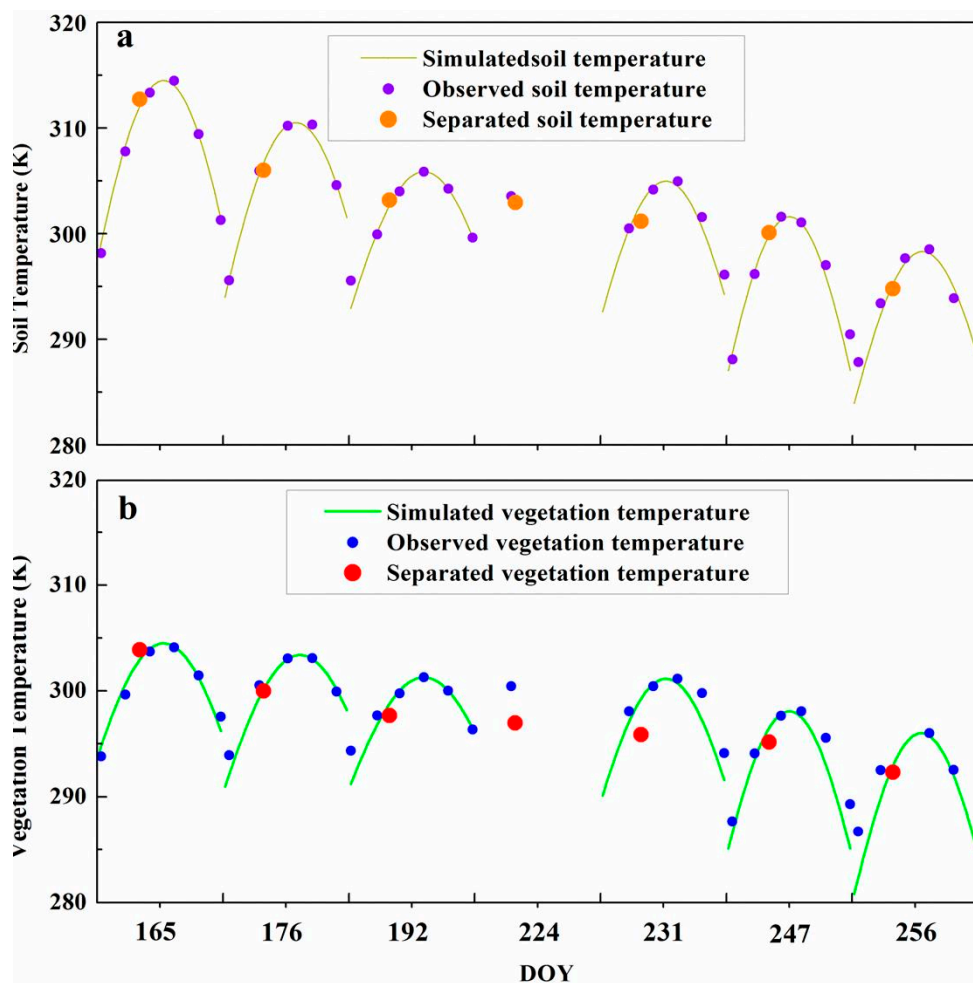 320
a
Simulatedsoil temperature
Observed soil temperature
Separated soil temperature
310
300
290
280
Soil Temperature (K)
320
b
Simulated vegetation temperature
Observed vegetation temperature
Separated vegetation temperature
310
300
290
280
Vegetation Temperature (K)
165 176 192 224 231 247 256
DOY